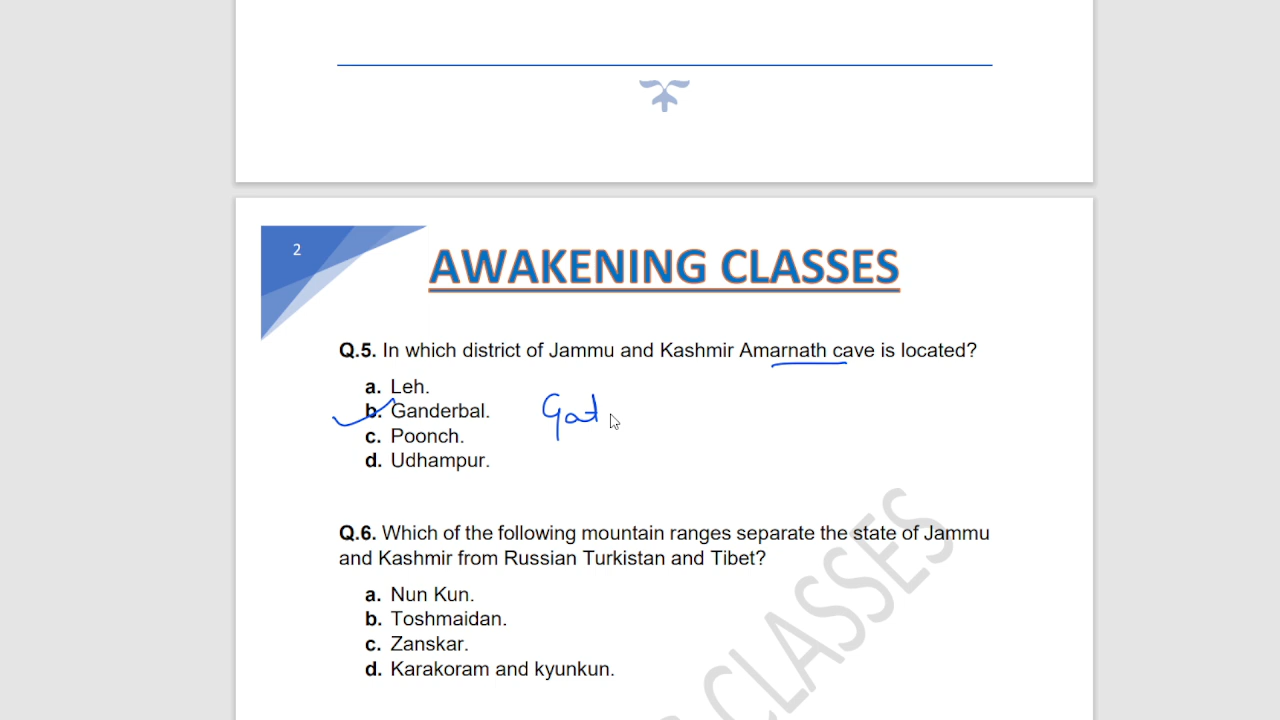 2
AWAKENING CLASSES
Q.5. In which district of Jammu and Kashmir Amarnath cave is located?
a. Leh.
b. Ganderbal.
c. Poonch.
d. Udhampur.
Gat
Q.6. Which of the following mountain ranges separate the state of Jammu
and Kashmir from Russian Turkistan and Tibet?
a. Nun Kun.
b. Toshmaidan.
c. Zanskar.
d. Karakoram and kyunkun.
CLASSES